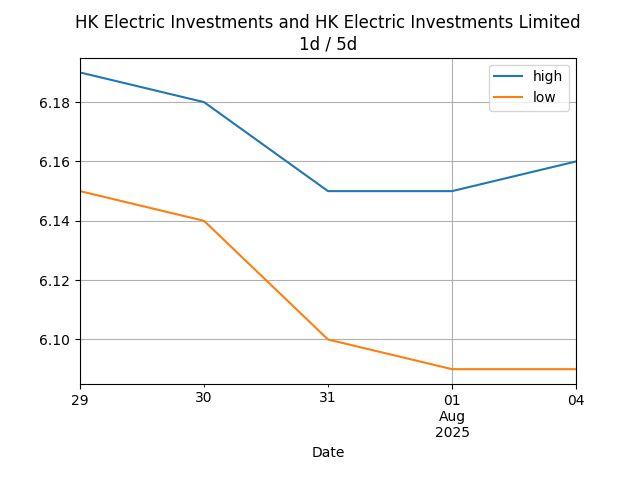 HK Electric Investments and HK Electric Investments Limited
1d / 5d
high
low
6.18
6.16
6.14
6.12
6.10
29
30
31
01
04
Aug
2025
Date